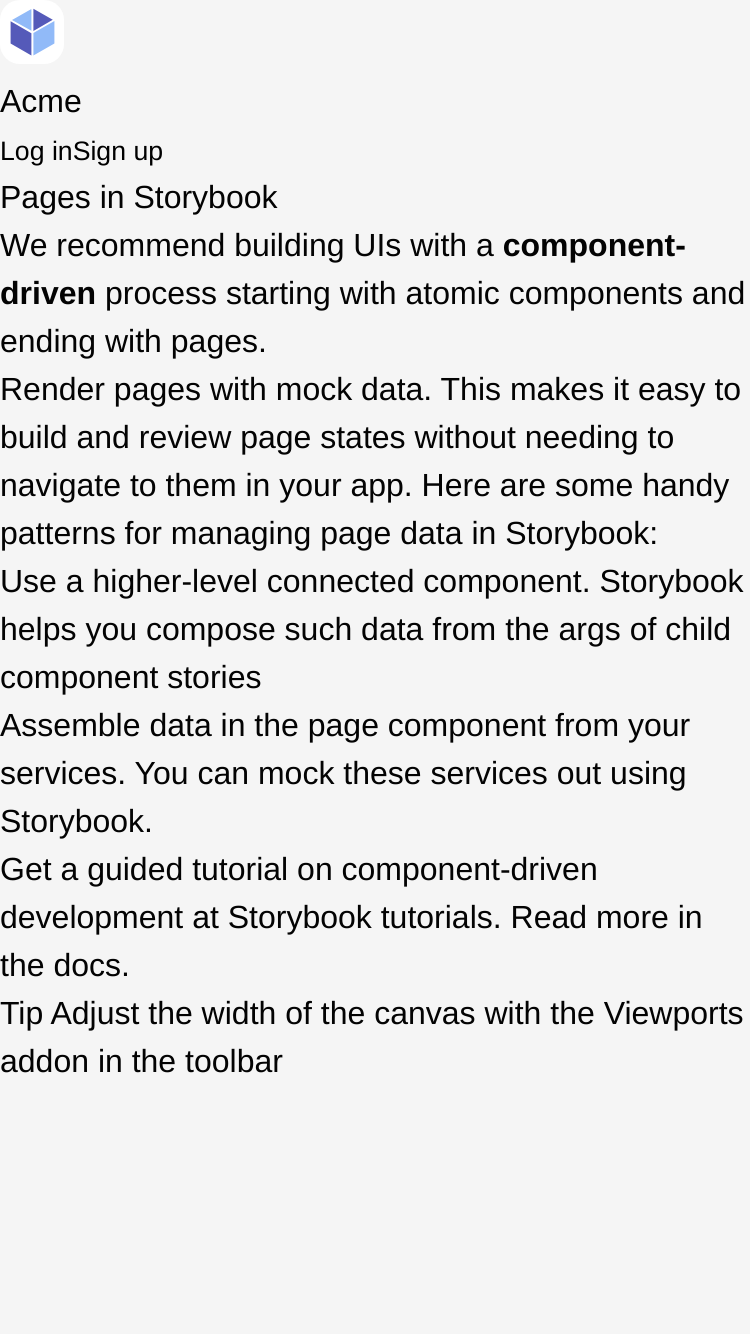 Acme
Log inSign up
Pages in Storybook
We recommend building UIs with a component-
driven process starting with atomic components and
ending with pages.
Render pages with mock data. This makes it easy to
build and review page states without needing to
navigate to them in your app. Here are some handy
patterns for managing page data in Storybook:
Use a higher-level connected component. Storybook
helps you compose such data from the args of child
component stories
Assemble data in the page component from your
services. You can mock these services out using
Storybook.
Get a guided tutorial on component-driven
development at Storybook tutorials. Read more in
the docs.
Tip Adjust the width of the canvas with the Viewports
addon in the toolbar